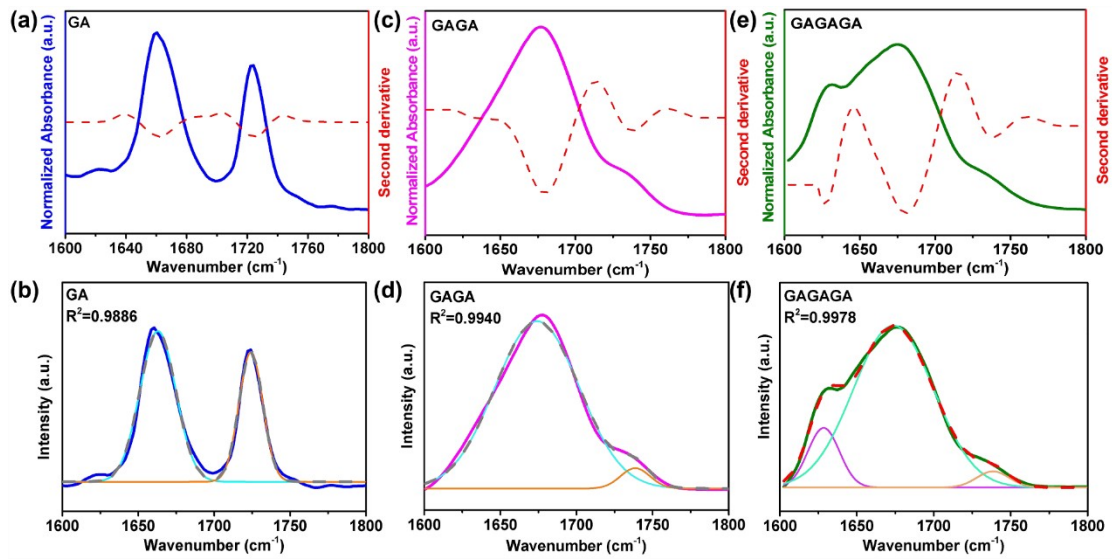 (a)
GA
Normalized Absorbance (a.u.)
Second derivative
1600 1640 1680 1720 1760 1800
Wavenumber (cm⁻¹)
(c)
GAGA
Normalized Absorbance (a.u.)
Second derivative
1600 1650 1700 1750 1800
Wavenumber (cm⁻¹)
(e)
GAGAGA
Normalized Absorbance (a.u.)
Second derivative
1600 1650 1700 1750 1800
Wavenumber (cm⁻¹)
(b)
GA
R²=0.9886
Intensity (a.u.)
1600 1650 1700 1750 1800
Wavenumber (cm⁻¹)
(d)
GAGA
R²=0.9940
Intensity (a.u.)
1600 1650 1700 1750 1800
Wavenumber (cm⁻¹)
(f)
GAGAGA
R²=0.9978
Intensity (a.u.)
1600 1650 1700 1750 1800
Wavenumber (cm⁻¹)